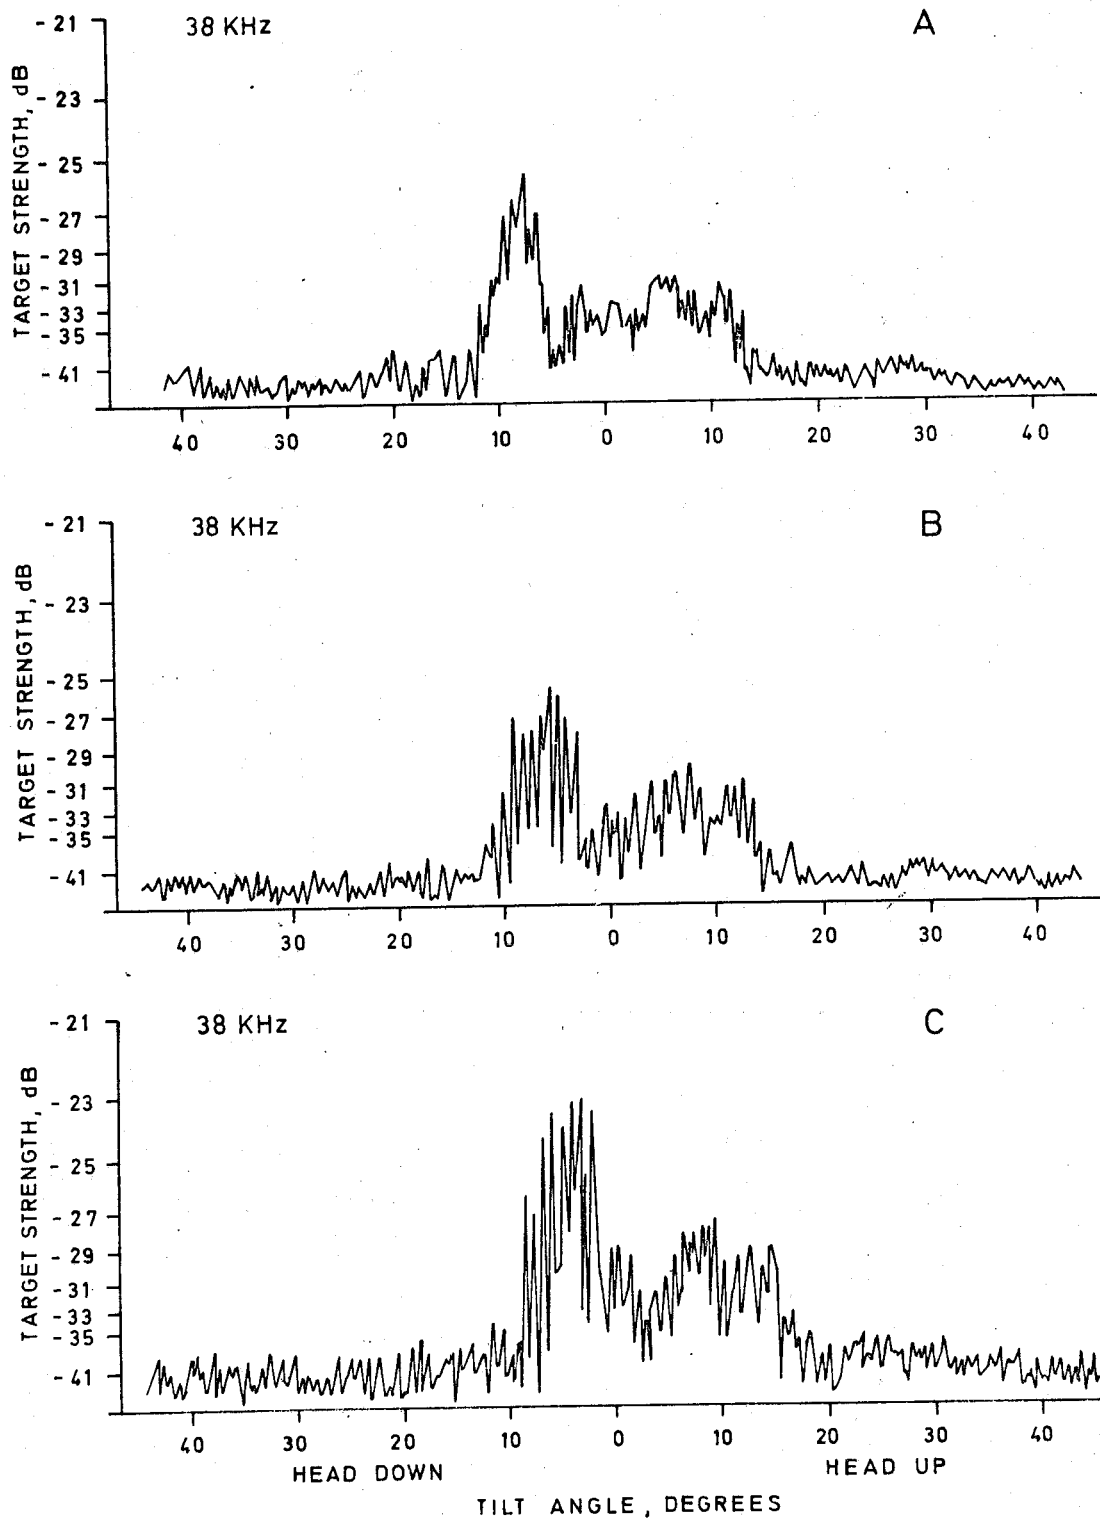 38 KHz
A
TARGET STRENGTH, dB
- 21
- 23
- 25
- 27
- 29
- 31
- 33
- 35
- 41
40 30 20 10 0 10 20 30 40
38 KHz
B
TARGET STRENGTH, dB
- 21
- 23
- 25
- 27
- 29
- 31
- 33
- 35
- 41
40 30 20 10 0 10 20 30 40
38 KHz
C
TARGET STRENGTH, dB
- 21
- 23
- 25
- 27
- 29
- 31
- 33
- 35
- 41
40 30 20 10 0 10 20 30 40
HEAD DOWN HEAD UP
TILT ANGLE, DEGREES